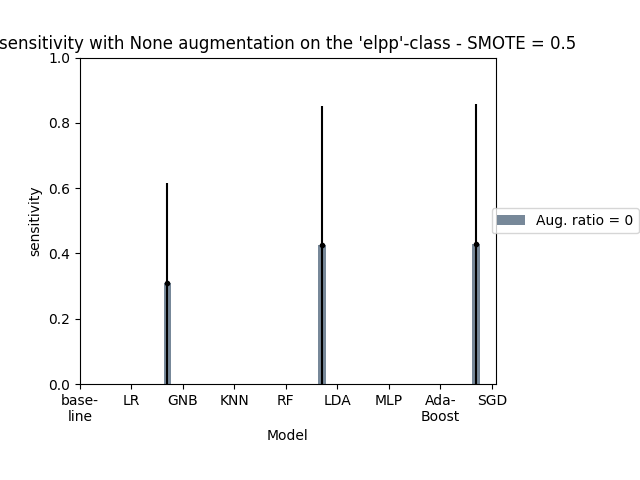 sensitivity with None augmentation on the 'elpp'-class - SMOTE = 0.5
1.0
0.8
0.6
0.4
0.2
0.0
sensitivity
Aug. ratio = 0
base-
line
LR
GNB
KNN
RF
LDA
MLP
Ada-
Boost
SGD
Model